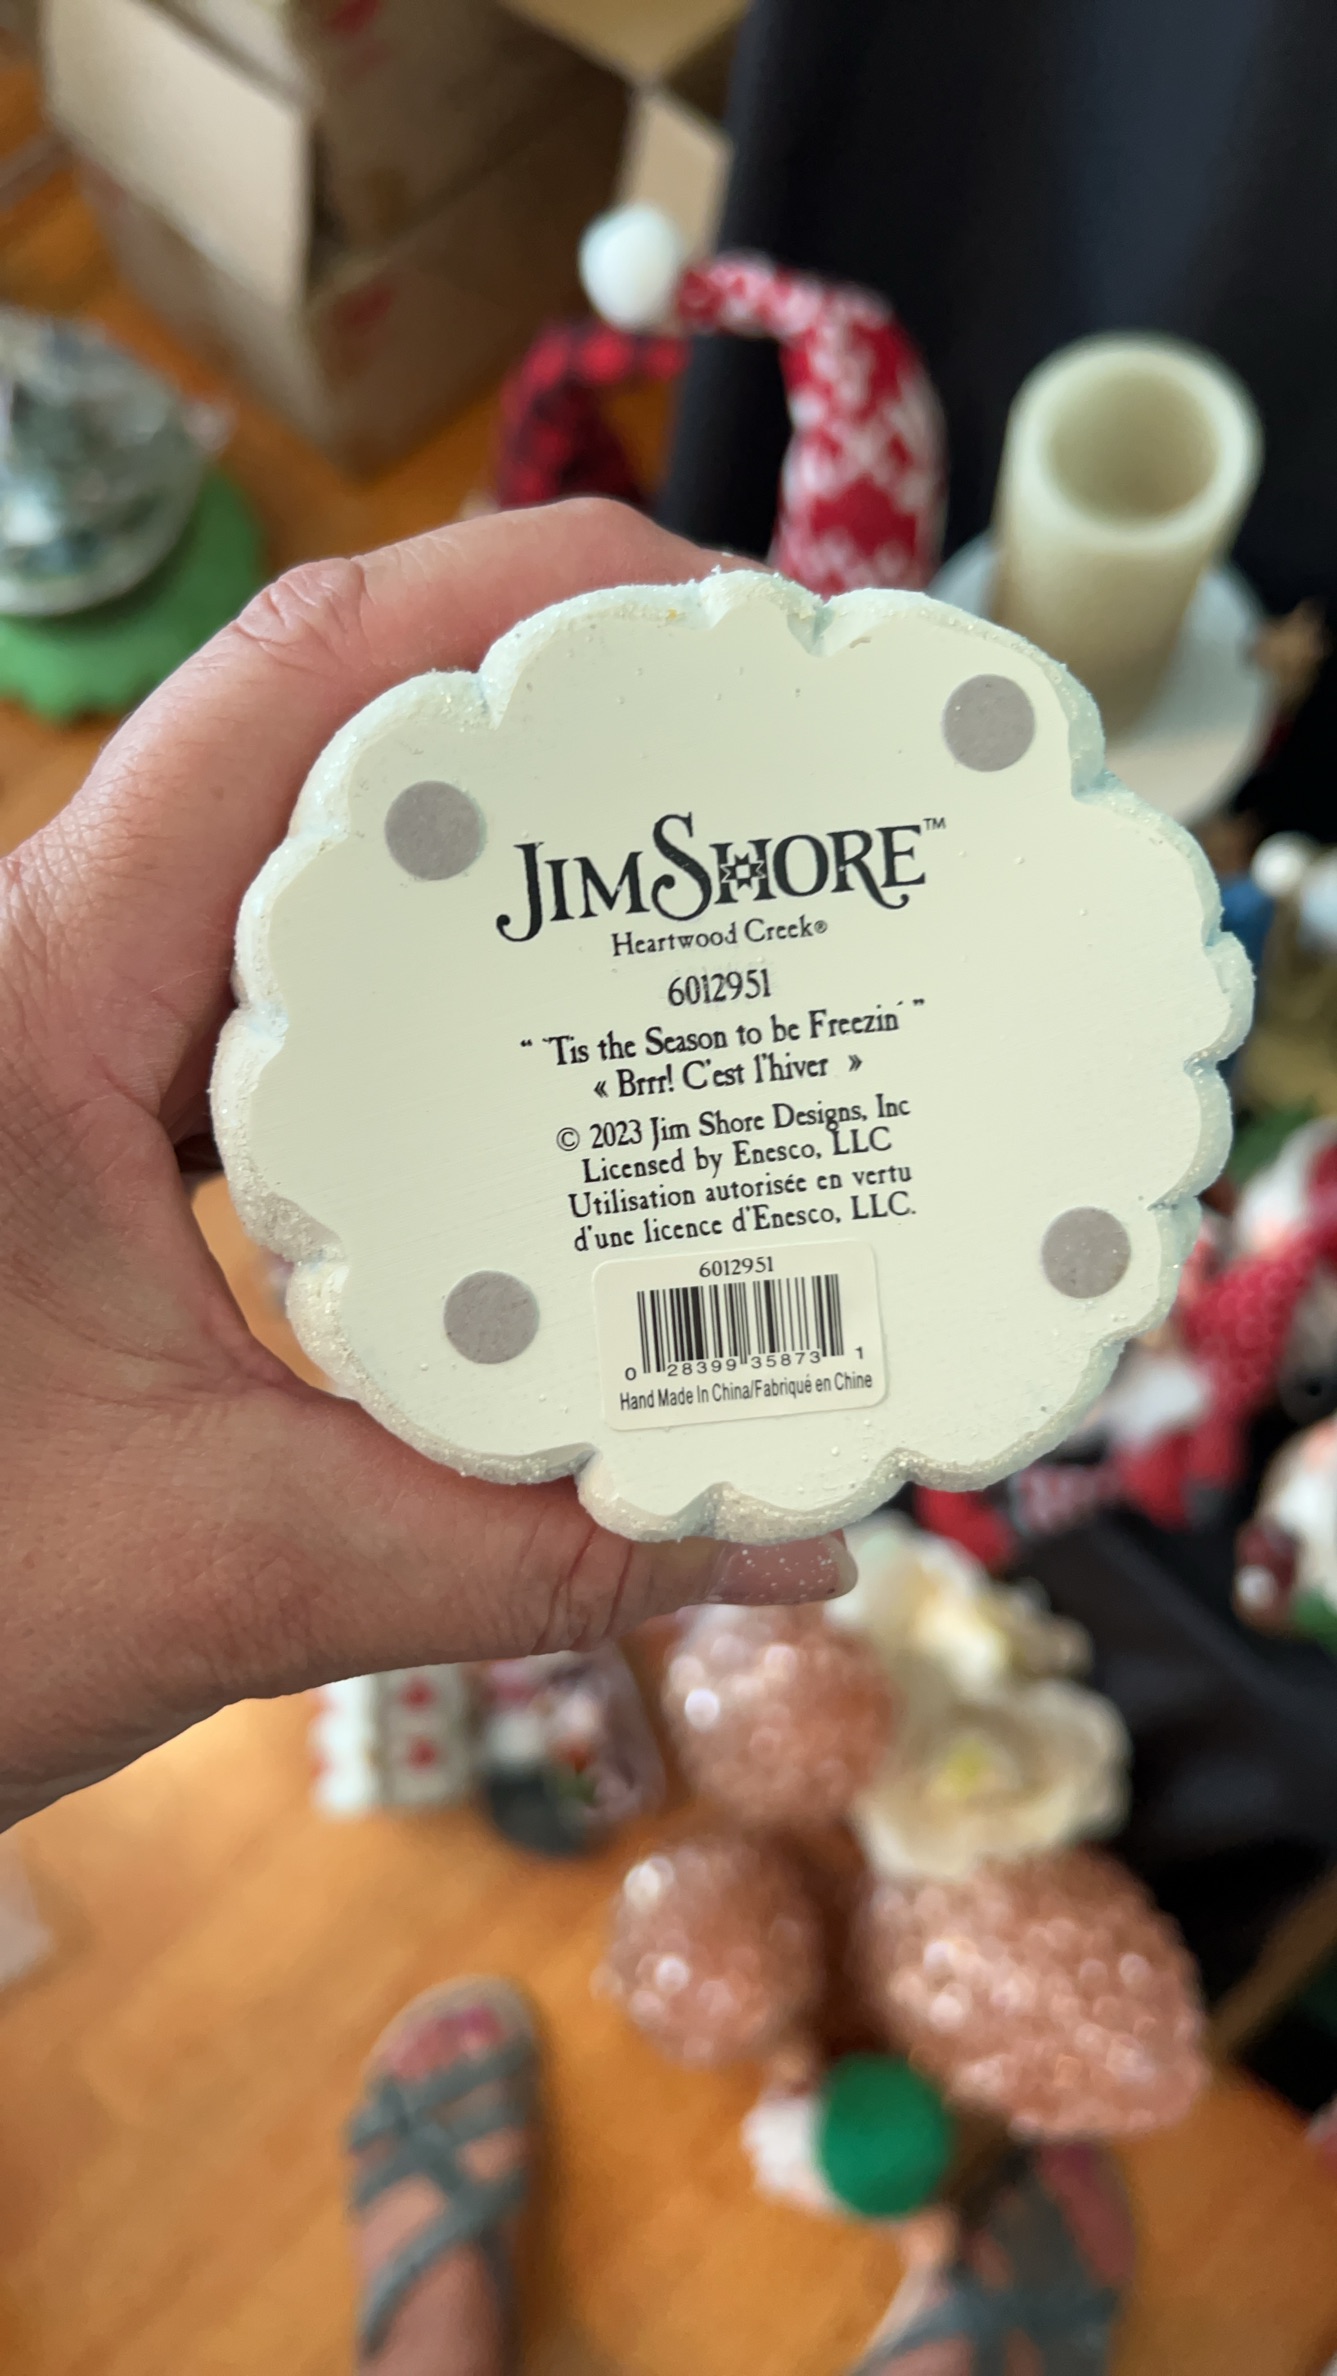 JIM SHORE™
Heartwood Creek®
6012951
“ 'Tis the Season to be Freezin' ”
« Brrr! C'est l'hiver »
© 2023 Jim Shore Designs, Inc
Licensed by Enesco, LLC
Utilisation autorisée en vertu
d'une licence d'Enesco, LLC.
6012951
0 28399 35873 1
Hand Made In China/Fabriqué en Chine